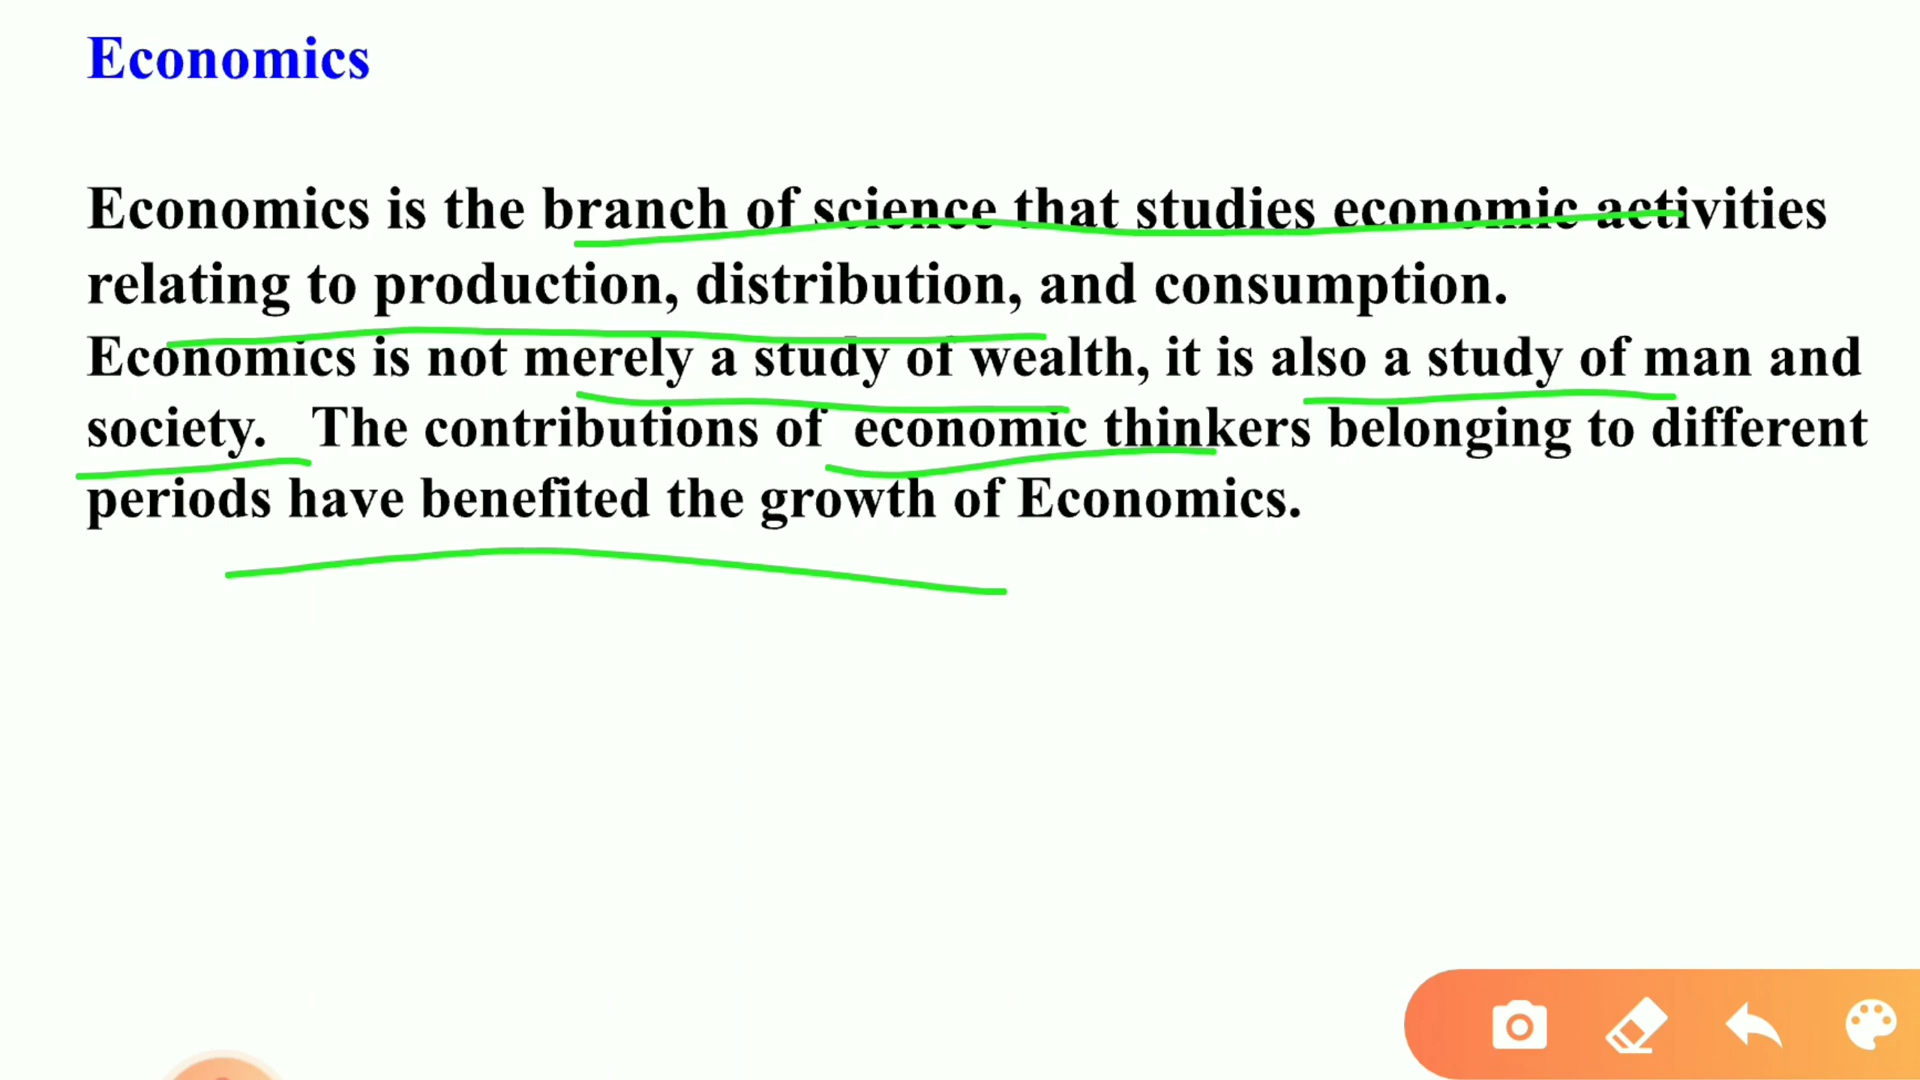 Economics
Economics is the branch of science that studies economic activities
relating to production, distribution, and consumption.
Economics is not merely a study of wealth, it is also a study of man and
society. The contributions of economic thinkers belonging to different
periods have benefited the growth of Economics.